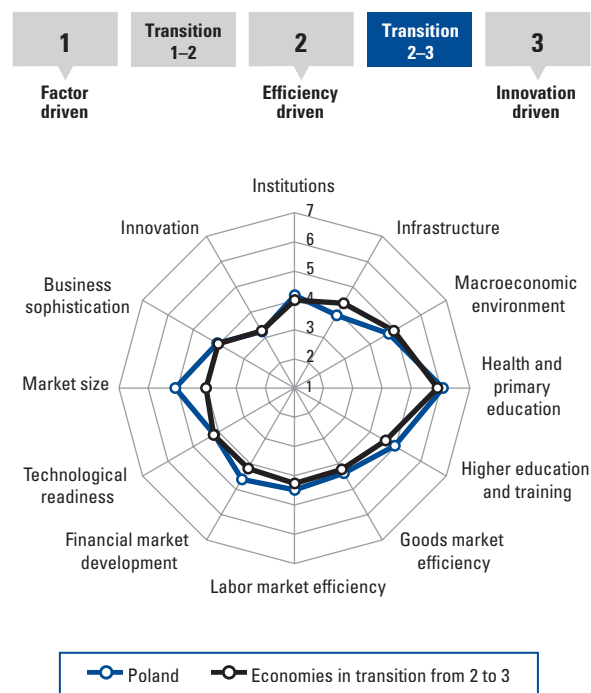 1
Transition
1–2
2
Transition
2–3
3
Factor
driven
Efficiency
driven
Innovation
driven
Institutions
Infrastructure
Macroeconomic
environment
Health and
primary
education
Higher education
and training
Goods market
efficiency
Labor market efficiency
Financial market
development
Technological
readiness
Market size
Business
sophistication
Innovation
7
6
5
4
3
2
1
Poland
Economies in transition from 2 to 3